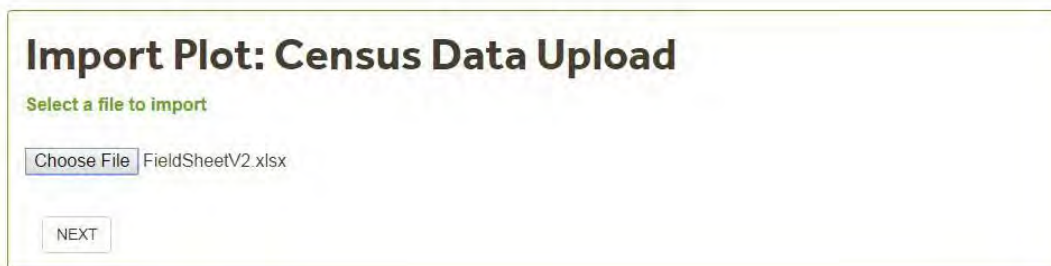 Import Plot: Census Data Upload
Select a file to import
Choose File FieldSheetV2.xlsx
NEXT